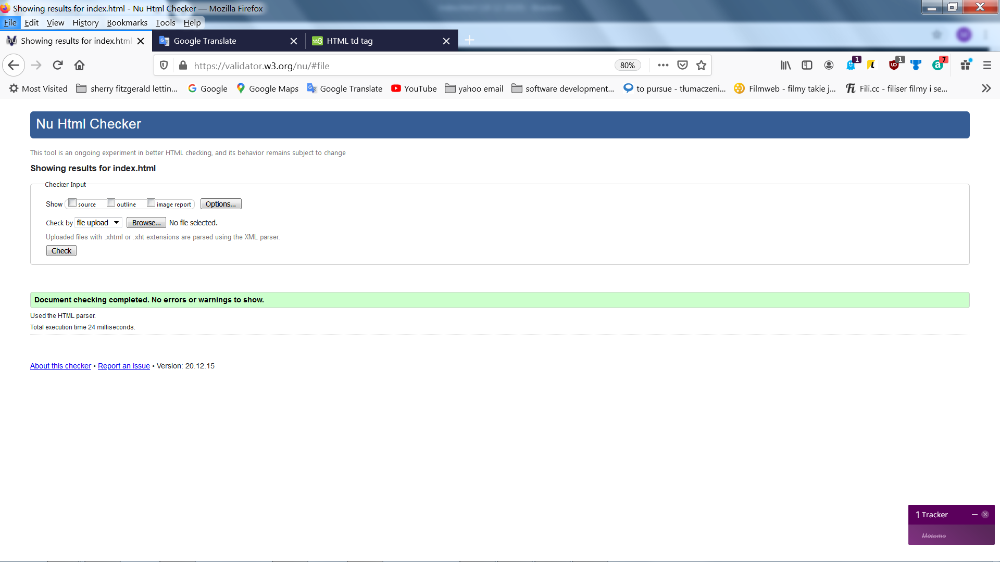 Showing results for index.html - Nu Html Checker — Mozilla Firefox
File Edit View History Bookmarks Tools Help
Showing results for index.html Google Translate HTML td tag
https://validator.w3.org/nu/#file 80% 1 1 7
Most Visited sherry fitzgerald lettin... Google Google Maps Google Translate YouTube yahoo email software development... to pursue - tłumaczeni... Filmweb - filmy takie j... Fili.cc - filiser filmy i se...
Nu Html Checker
This tool is an ongoing experiment in better HTML checking, and its behavior remains subject to change
Showing results for index.html
Checker Input
Show source outline image report Options...
Check by file upload Browse... No file selected.
Uploaded files with .xhtml or .xht extensions are parsed using the XML parser.
Check
Document checking completed. No errors or warnings to show.
Used the HTML parser.
Total execution time 24 milliseconds.
About this checker • Report an issue • Version: 20.12.15
1 Tracker
Matomo